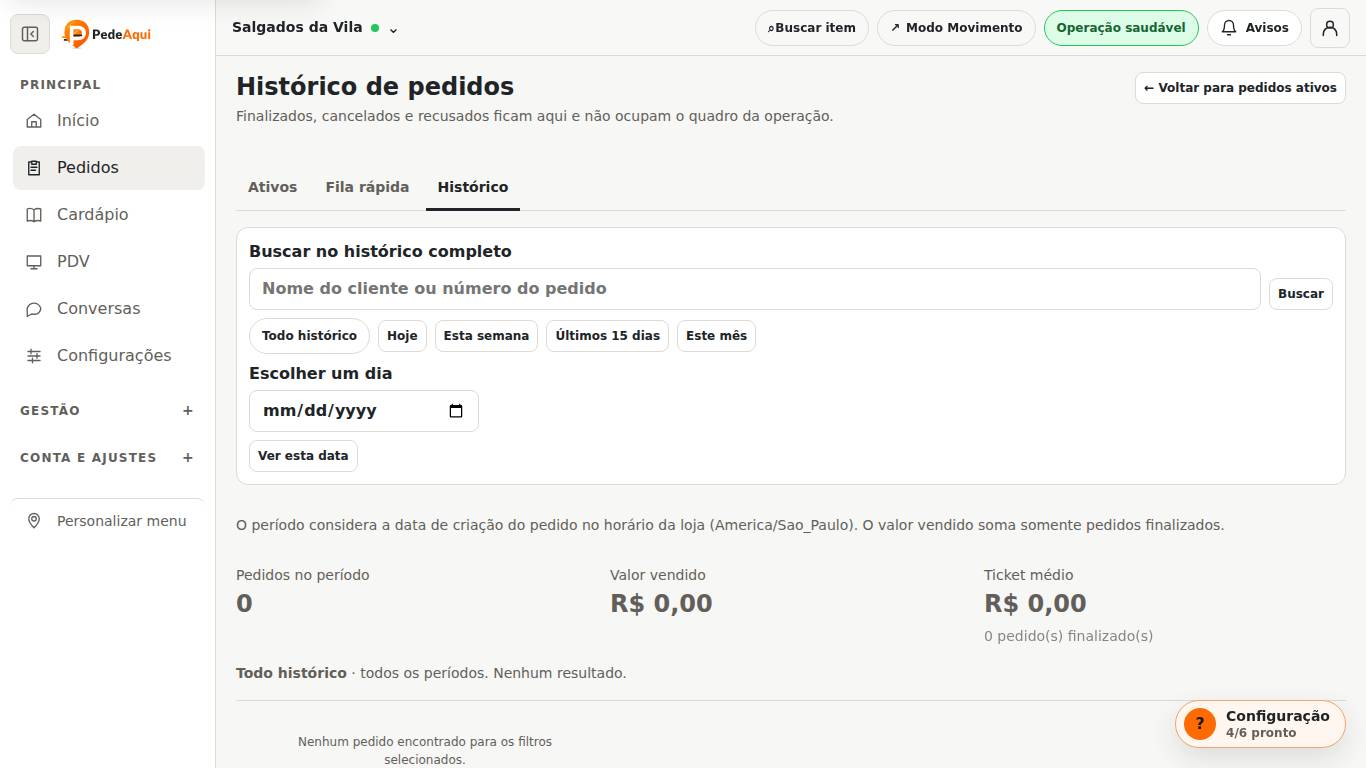 PedeAqui
Salgados da Vila
Buscar item
Modo Movimento
Operação saudável
Avisos
PRINCIPAL
Início
Pedidos
Cardápio
PDV
Conversas
Configurações
GESTÃO +
CONTA E AJUSTES +
Personalizar menu
Histórico de pedidos
← Voltar para pedidos ativos
Finalizados, cancelados e recusados ficam aqui e não ocupam o quadro da operação.
Ativos
Fila rápida
Histórico
Buscar no histórico completo
Nome do cliente ou número do pedido
Buscar
Todo histórico
Hoje
Esta semana
Últimos 15 dias
Este mês
Escolher um dia
mm/dd/yyyy
Ver esta data
O período considera a data de criação do pedido no horário da loja (America/Sao_Paulo). O valor vendido soma somente pedidos finalizados.
Pedidos no período
0
Valor vendido
R$ 0,00
Ticket médio
R$ 0,00
0 pedido(s) finalizado(s)
Todo histórico · todos os períodos. Nenhum resultado.
Nenhum pedido encontrado para os filtros
selecionados.
?
Configuração
4/6 pronto